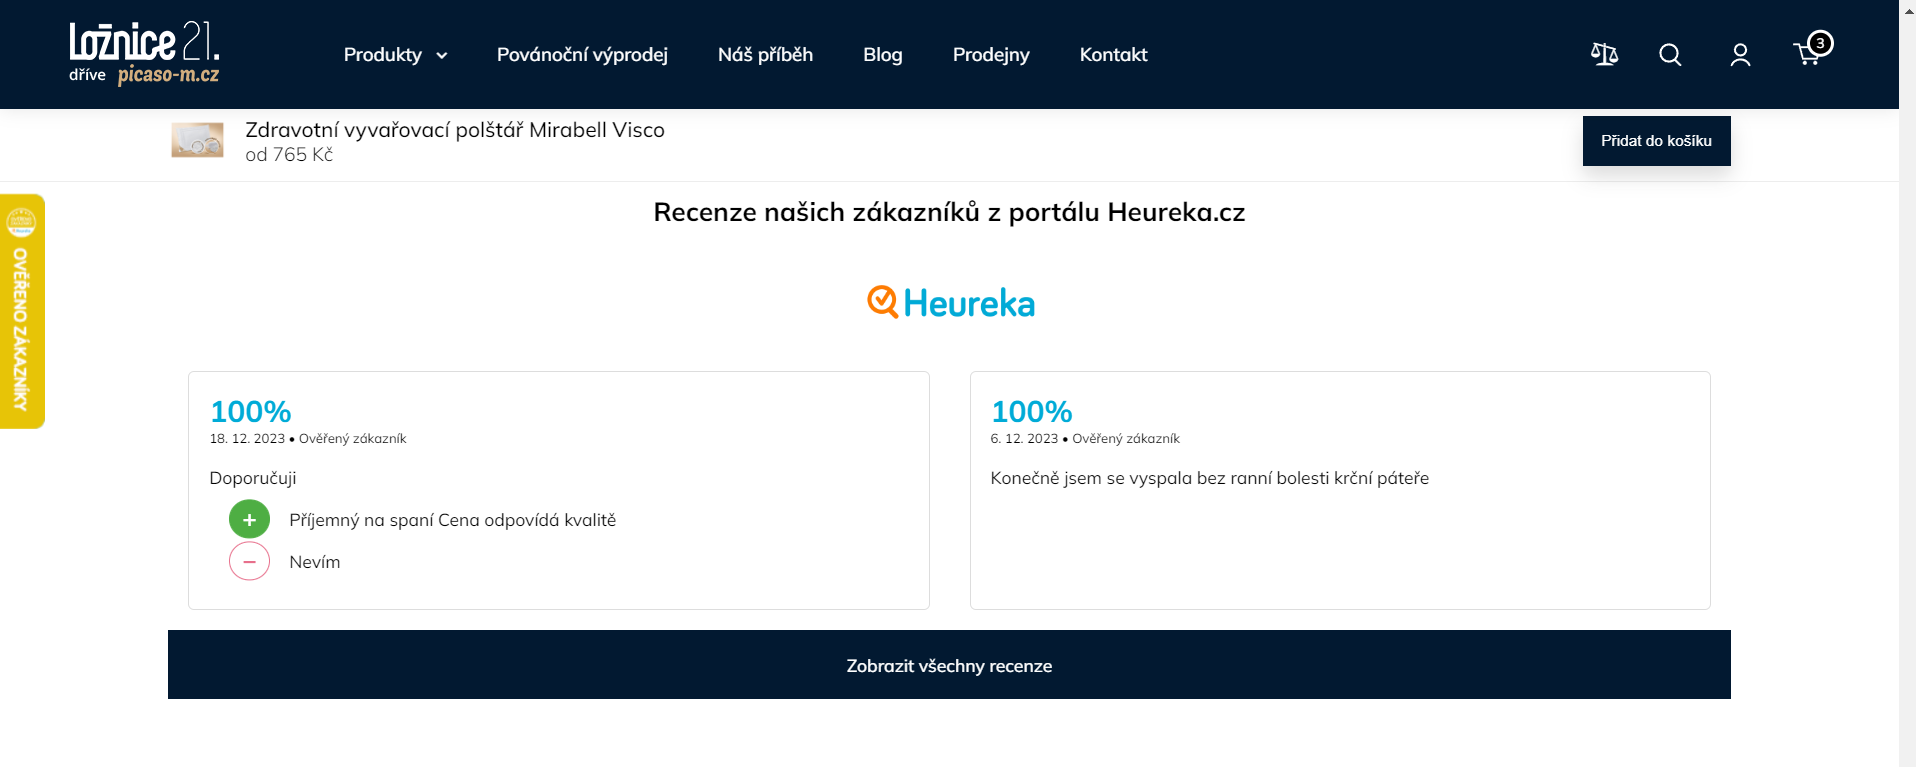 Ložnice 21.
dříve picaso-m.cz
Produkty
Povánoční výprodej
Náš příběh
Blog
Prodejny
Kontakt
3
Zdravotní vyvařovací polštář Mirabell Visco
od 765 Kč
Přidat do košíku
OVĚŘENO ZÁKAZNÍKY
Recenze našich zákazníků z portálu Heureka.cz
Heureka
100%
18. 12. 2023 • Ověřený zákazník
Doporučuji
+ Příjemný na spaní Cena odpovídá kvalitě
− Nevím
100%
6. 12. 2023 • Ověřený zákazník
Konečně jsem se vyspala bez ranní bolesti krční páteře
Zobrazit všechny recenze